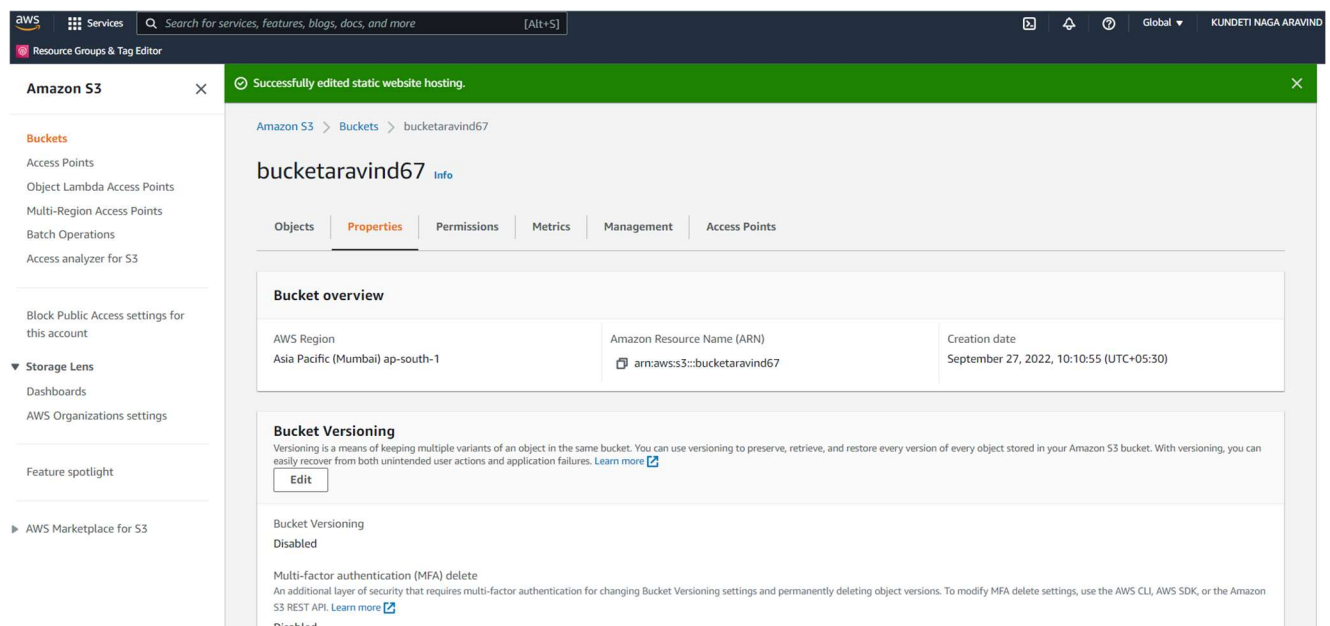 aws
Services
Search for services, features, blogs, docs, and more
[Alt+S]
Global ▼
KUNDETI NAGA ARAVIND
Resource Groups & Tag Editor
Amazon S3
Buckets
Access Points
Object Lambda Access Points
Multi-Region Access Points
Batch Operations
Access analyzer for S3
Block Public Access settings for
this account
▼ Storage Lens
Dashboards
AWS Organizations settings
Feature spotlight
▶ AWS Marketplace for S3
Successfully edited static website hosting.
Amazon S3 > Buckets > bucketaravind67
bucketaravind67 Info
Objects
Properties
Permissions
Metrics
Management
Access Points
Bucket overview
AWS Region
Asia Pacific (Mumbai) ap-south-1
Amazon Resource Name (ARN)
arn:aws:s3:::bucketaravind67
Creation date
September 27, 2022, 10:10:55 (UTC+05:30)
Bucket Versioning
Versioning is a means of keeping multiple variants of an object in the same bucket. You can use versioning to preserve, retrieve, and restore every version of every object stored in your Amazon S3 bucket. With versioning, you can
easily recover from both unintended user actions and application failures. Learn more
Edit
Bucket Versioning
Disabled
Multi-factor authentication (MFA) delete
An additional layer of security that requires multi-factor authentication for changing Bucket Versioning settings and permanently deleting object versions. To modify MFA delete settings, use the AWS CLI, AWS SDK, or the Amazon
S3 REST API. Learn more
Disabled